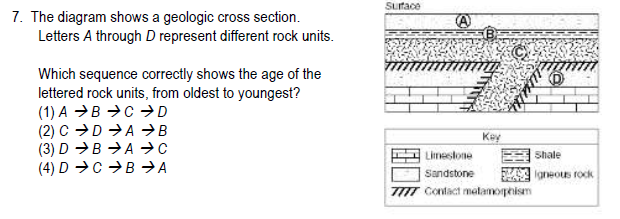 7. The diagram shows a geologic cross section.
Letters A through D represent different rock units.
Which sequence correctly shows the age of the
lettered rock units, from oldest to youngest?
(1) A → B → C → D
(2) C → D → A → B
(3) D → B → A → C
(4) D → C → B → A
Surface
A
B
C
D
Key
Limestone
Shale
Sandstone
Igneous rock
Contact metamorphism